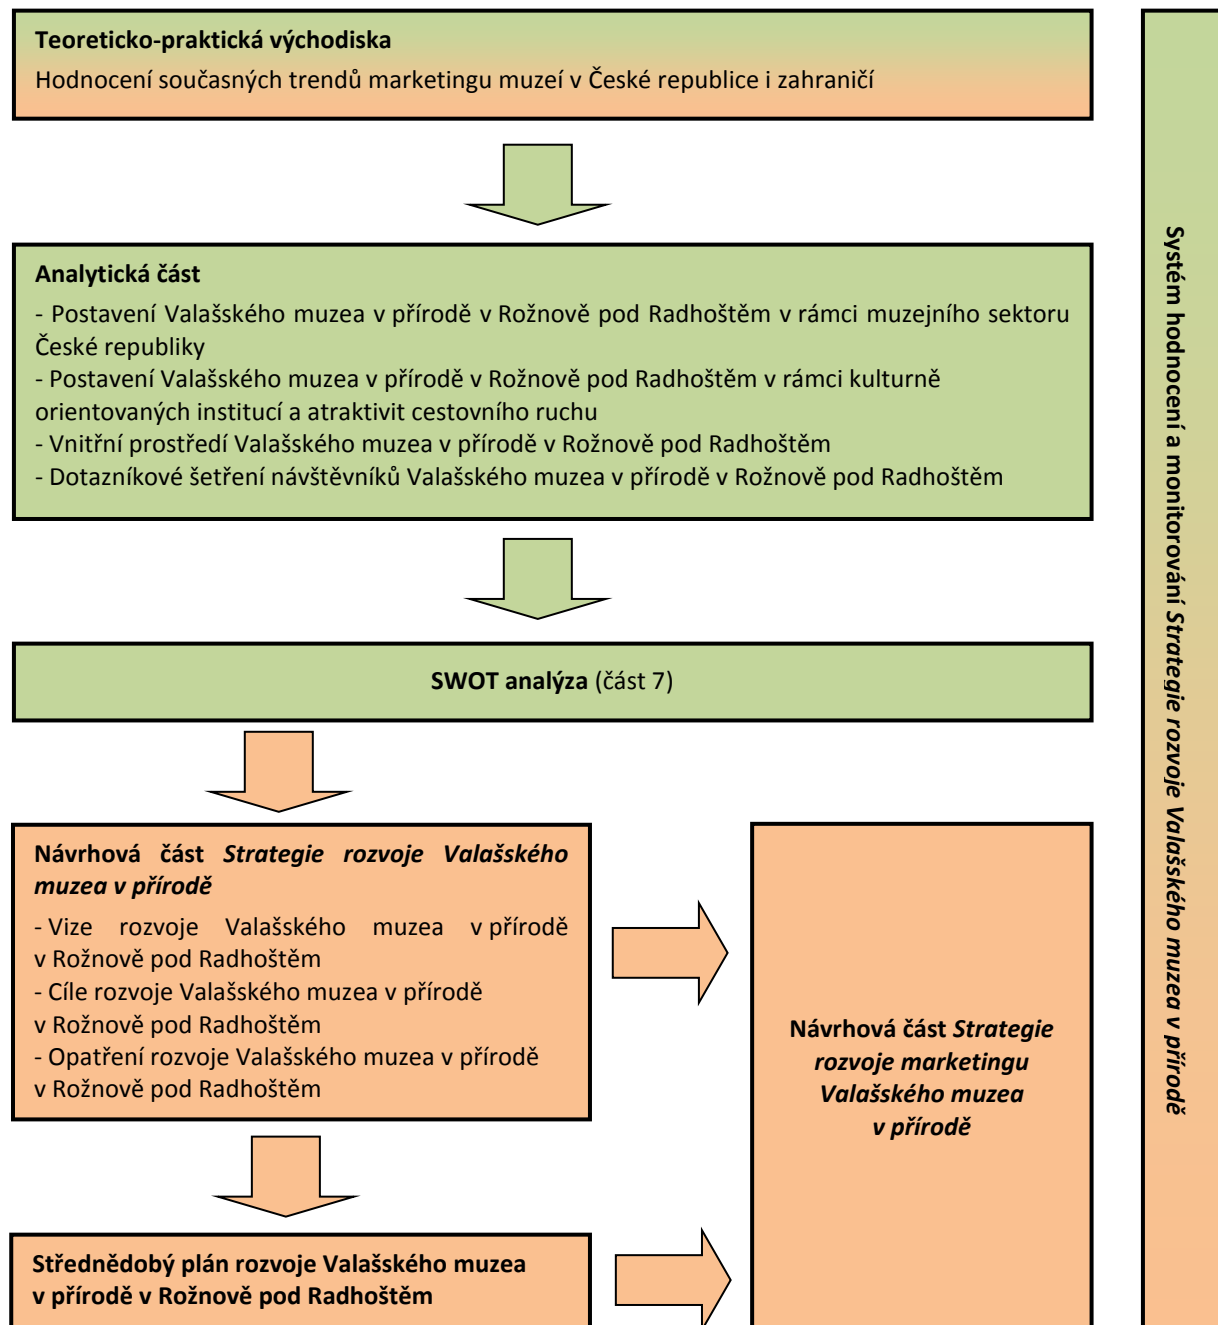 Teoreticko-praktická východiska
Hodnocení současných trendů marketingu muzeí v České republice i zahraničí
Analytická část
- Postavení Valašského muzea v přírodě v Rožnově pod Radhoštěm v rámci muzejního sektoru
České republiky
- Postavení Valašského muzea v přírodě v Rožnově pod Radhoštěm v rámci kulturně
orientovaných institucí a atraktivit cestovního ruchu
- Vnitřní prostředí Valašského muzea v přírodě v Rožnově pod Radhoštěm
- Dotazníkové šetření návštěvníků Valašského muzea v přírodě v Rožnově pod Radhoštěm
SWOT analýza (část 7)
Návrhová část Strategie rozvoje Valašského
muzea v přírodě
- Vize rozvoje Valašského muzea v přírodě
v Rožnově pod Radhoštěm
- Cíle rozvoje Valašského muzea v přírodě
v Rožnově pod Radhoštěm
- Opatření rozvoje Valašského muzea v přírodě
v Rožnově pod Radhoštěm
Střednědobý plán rozvoje Valašského muzea
v přírodě v Rožnově pod Radhoštěm
Návrhová část Strategie
rozvoje marketingu
Valašského muzea
v přírodě
Systém hodnocení a monitorování Strategie rozvoje Valašského muzea v přírodě